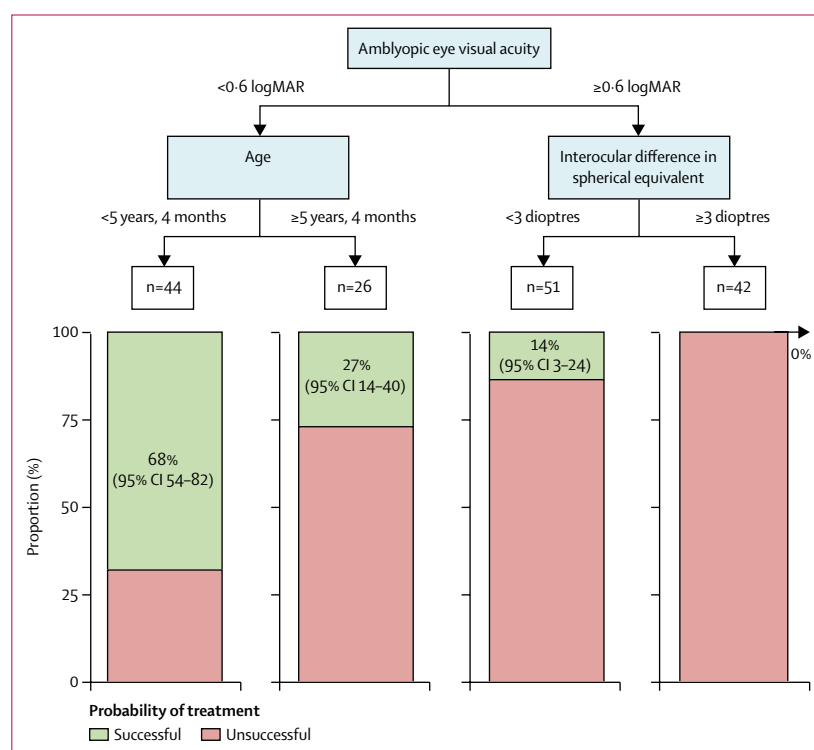 Amblyopic eye visual acuity
<0·6 logMAR
≥0·6 logMAR
Age
Interocular difference in
spherical equivalent
<5 years, 4 months
≥5 years, 4 months
<3 dioptres
≥3 dioptres
n=44
n=26
n=51
n=42
Proportion (%)
100
75
50
25
0
68%
(95% CI 54–82)
27%
(95% CI 14–40)
14%
(95% CI 3–24)
0%
Probability of treatment
Successful
Unsuccessful